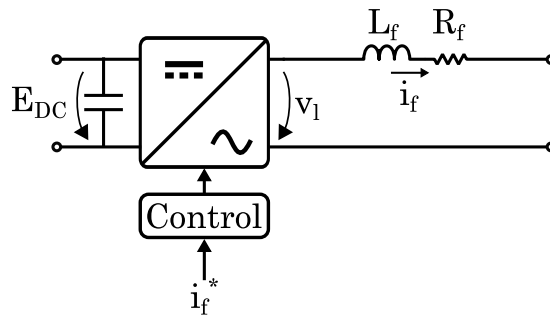 L_f R_f
E_DC
v_l
i_f
Control
i_f^*